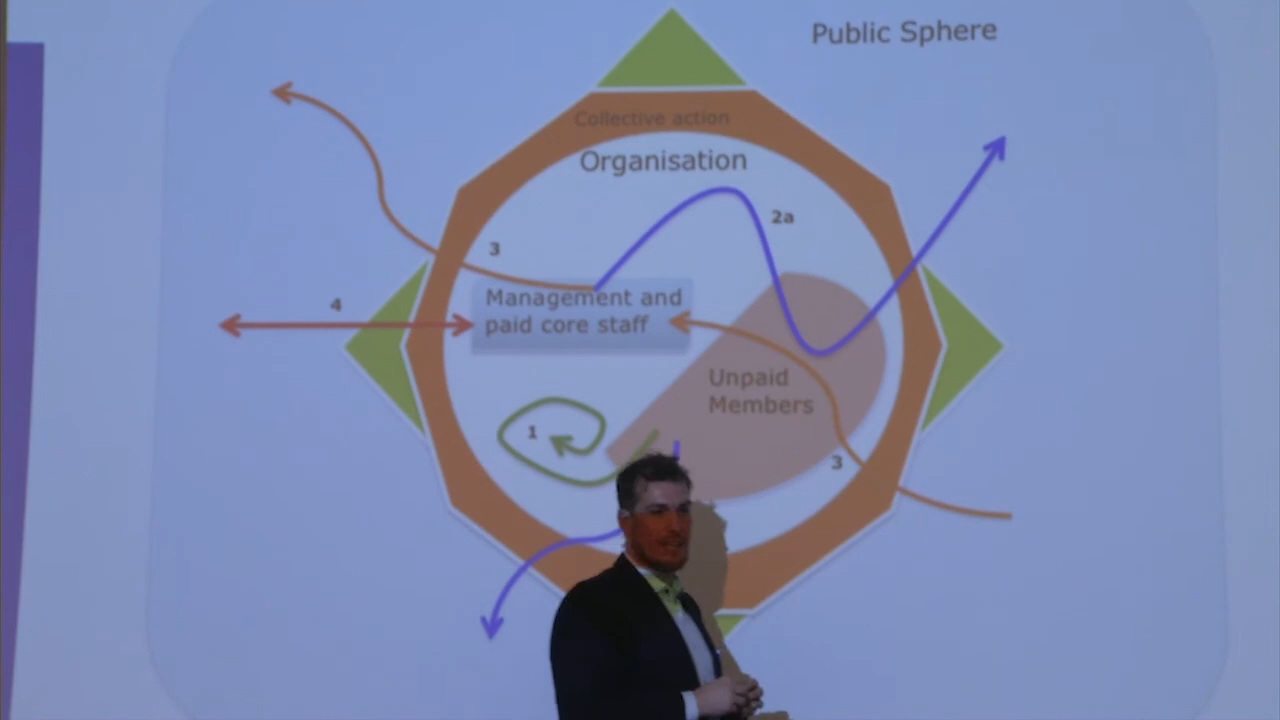 Public Sphere
Collective action
Organisation
2a
3
Management and
paid core staff
4
Unpaid
Members
1
3